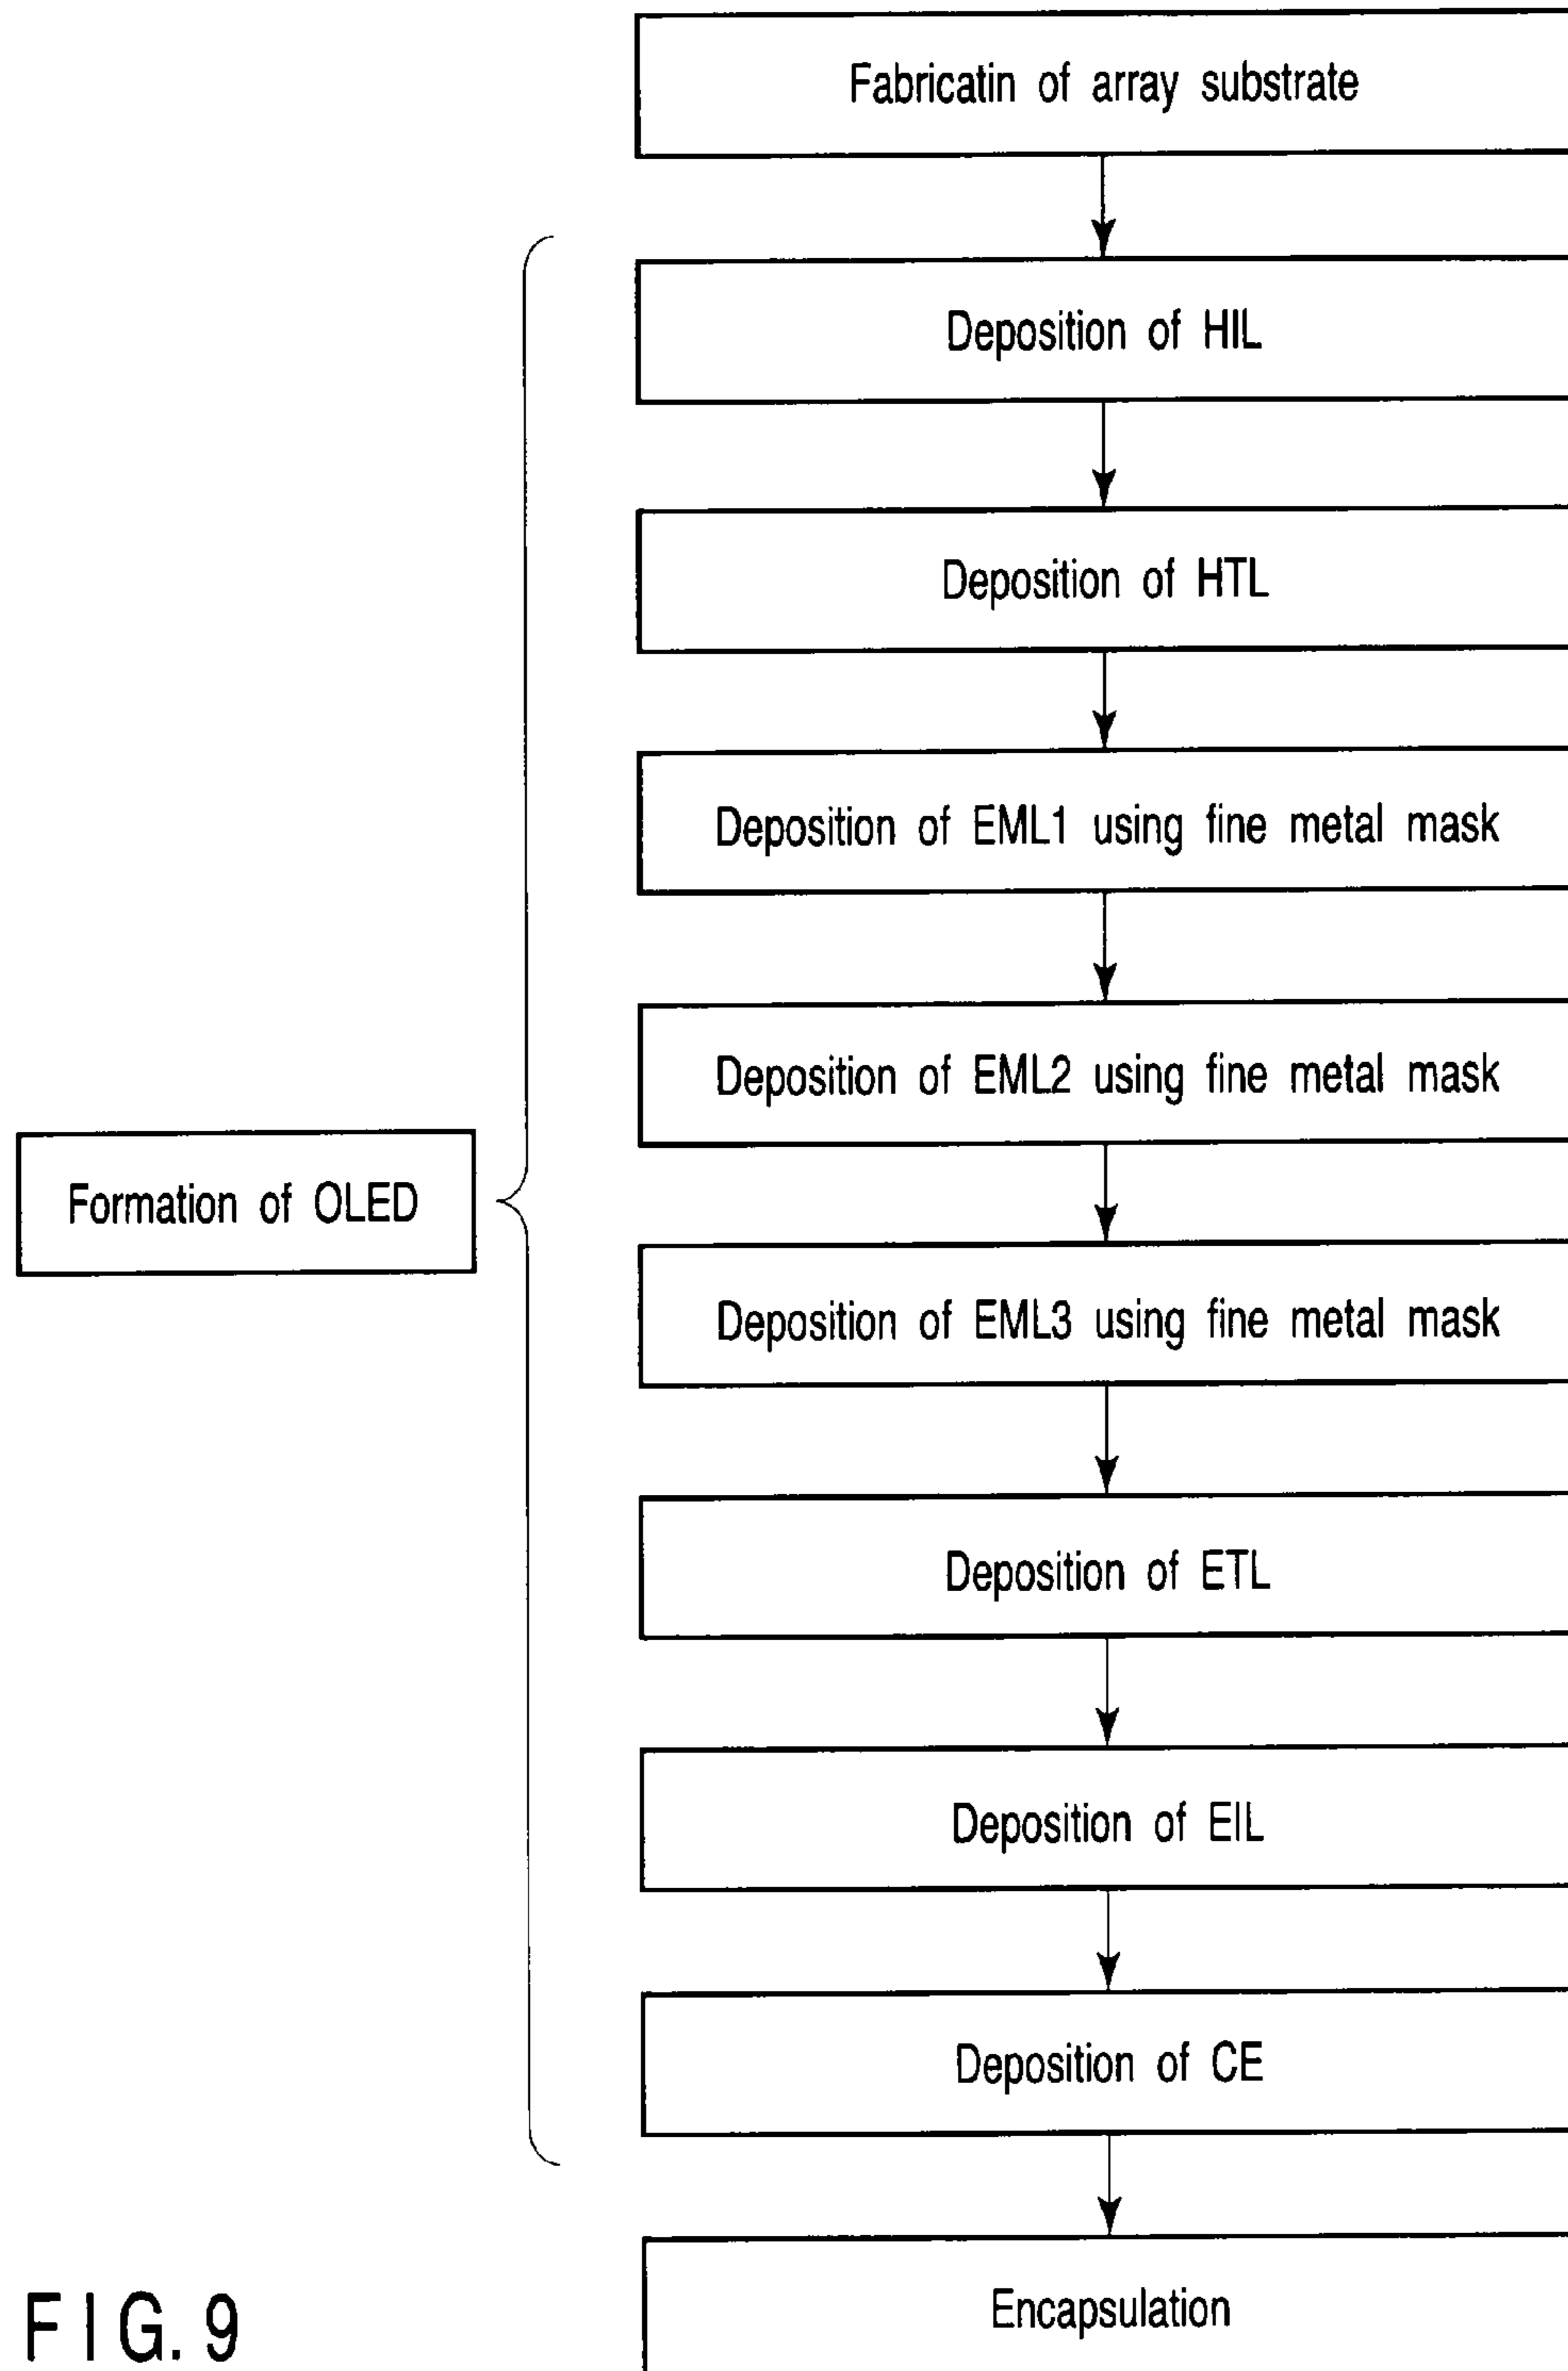 Fabricatin of array substrate
Deposition of HIL
Deposition of HTL
Deposition of EML1 using fine metal mask
Deposition of EML2 using fine metal mask
Formation of OLED
Deposition of EML3 using fine metal mask
Deposition of ETL
Deposition of EIL
Deposition of CE
Encapsulation
FIG. 9